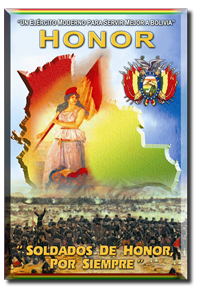 "UN EJÉRCITO MODERNO PARA SERVIR MEJOR A BOLIVIA"
HONOR
" SOLDADOS DE HONOR
POR SIEMPRE "